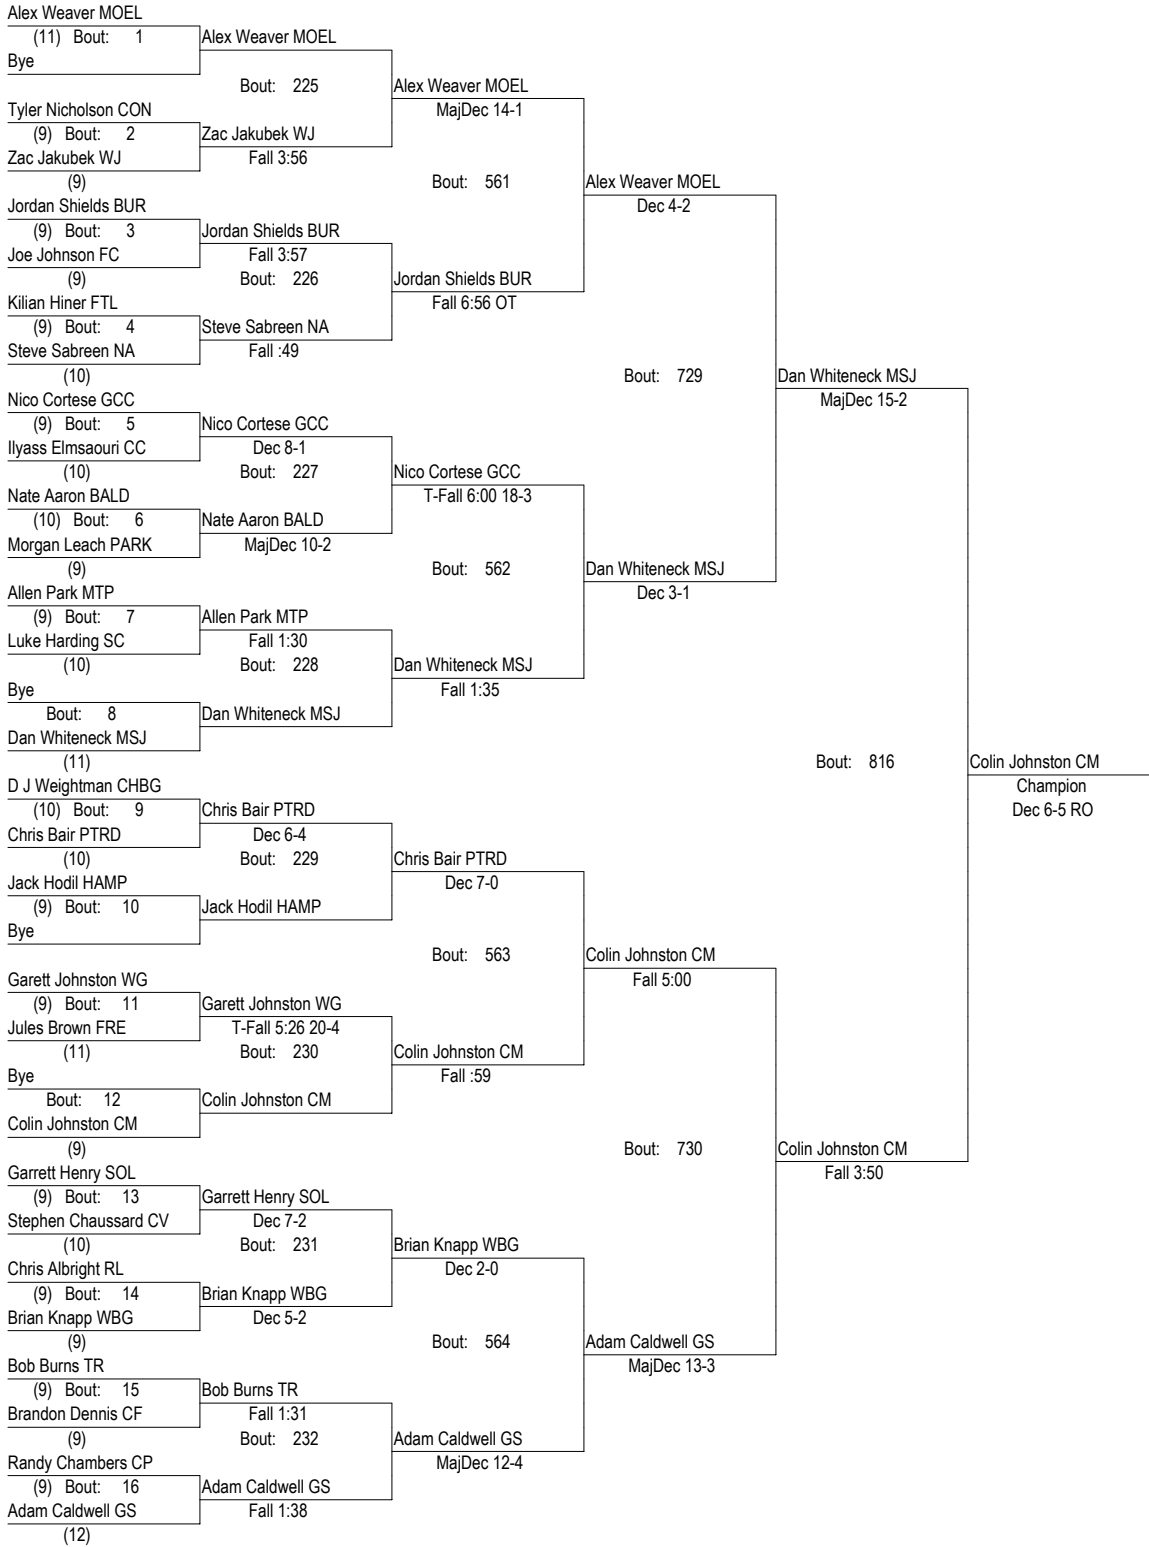 Alex Weaver MOEL
(11) Bout: 1 Alex Weaver MOEL
Bye
Bout: 225 Alex Weaver MOEL
Tyler Nicholson CON MajDec 14-1
(9) Bout: 2 Zac Jakubek WJ
Zac Jakubek WJ Fall 3:56
(9) Bout: 561 Alex Weaver MOEL
Jordan Shields BUR Dec 4-2
(9) Bout: 3 Jordan Shields BUR
Joe Johnson FC Fall 3:57
(9) Bout: 226 Jordan Shields BUR
Kilian Hiner FTL Fall 6:56 OT
(9) Bout: 4 Steve Sabreen NA
Steve Sabreen NA Fall :49
(10) Bout: 729 Dan Whiteneck MSJ
Nico Cortese GCC MajDec 15-2
(9) Bout: 5 Nico Cortese GCC
Ilyass Elmsaouri CC Dec 8-1
(10) Bout: 227 Nico Cortese GCC
Nate Aaron BALD T-Fall 6:00 18-3
(10) Bout: 6 Nate Aaron BALD
Morgan Leach PARK MajDec 10-2
(9) Bout: 562 Dan Whiteneck MSJ
Allen Park MTP Dec 3-1
(9) Bout: 7 Allen Park MTP
Luke Harding SC Fall 1:30
(10) Bout: 228 Dan Whiteneck MSJ
Bye Fall 1:35
Bout: 8 Dan Whiteneck MSJ
Dan Whiteneck MSJ
(11) Bout: 816 Colin Johnston CM
D J Weightman CHBG Champion
(10) Bout: 9 Chris Bair PTRD Dec 6-5 RO
Chris Bair PTRD Dec 6-4
(10) Bout: 229 Chris Bair PTRD
Jack Hodil HAMP Dec 7-0
(9) Bout: 10 Jack Hodil HAMP
Bye
Bout: 563 Colin Johnston CM
Garett Johnston WG Fall 5:00
(9) Bout: 11 Garett Johnston WG
Jules Brown FRE T-Fall 5:26 20-4
(11) Bout: 230 Colin Johnston CM
Bye Fall :59
Bout: 12 Colin Johnston CM
Colin Johnston CM
(9) Bout: 730 Colin Johnston CM
Garrett Henry SOL Fall 3:50
(9) Bout: 13 Garrett Henry SOL
Stephen Chaussard CV Dec 7-2
(10) Bout: 231 Brian Knapp WBG
Chris Albright RL Dec 2-0
(9) Bout: 14 Brian Knapp WBG
Brian Knapp WBG Dec 5-2
(9) Bout: 564 Adam Caldwell GS
Bob Burns TR MajDec 13-3
(9) Bout: 15 Bob Burns TR
Brandon Dennis CF Fall 1:31
(9) Bout: 232 Adam Caldwell GS
Randy Chambers CP MajDec 12-4
(9) Bout: 16 Adam Caldwell GS
Adam Caldwell GS Fall 1:38
(12)